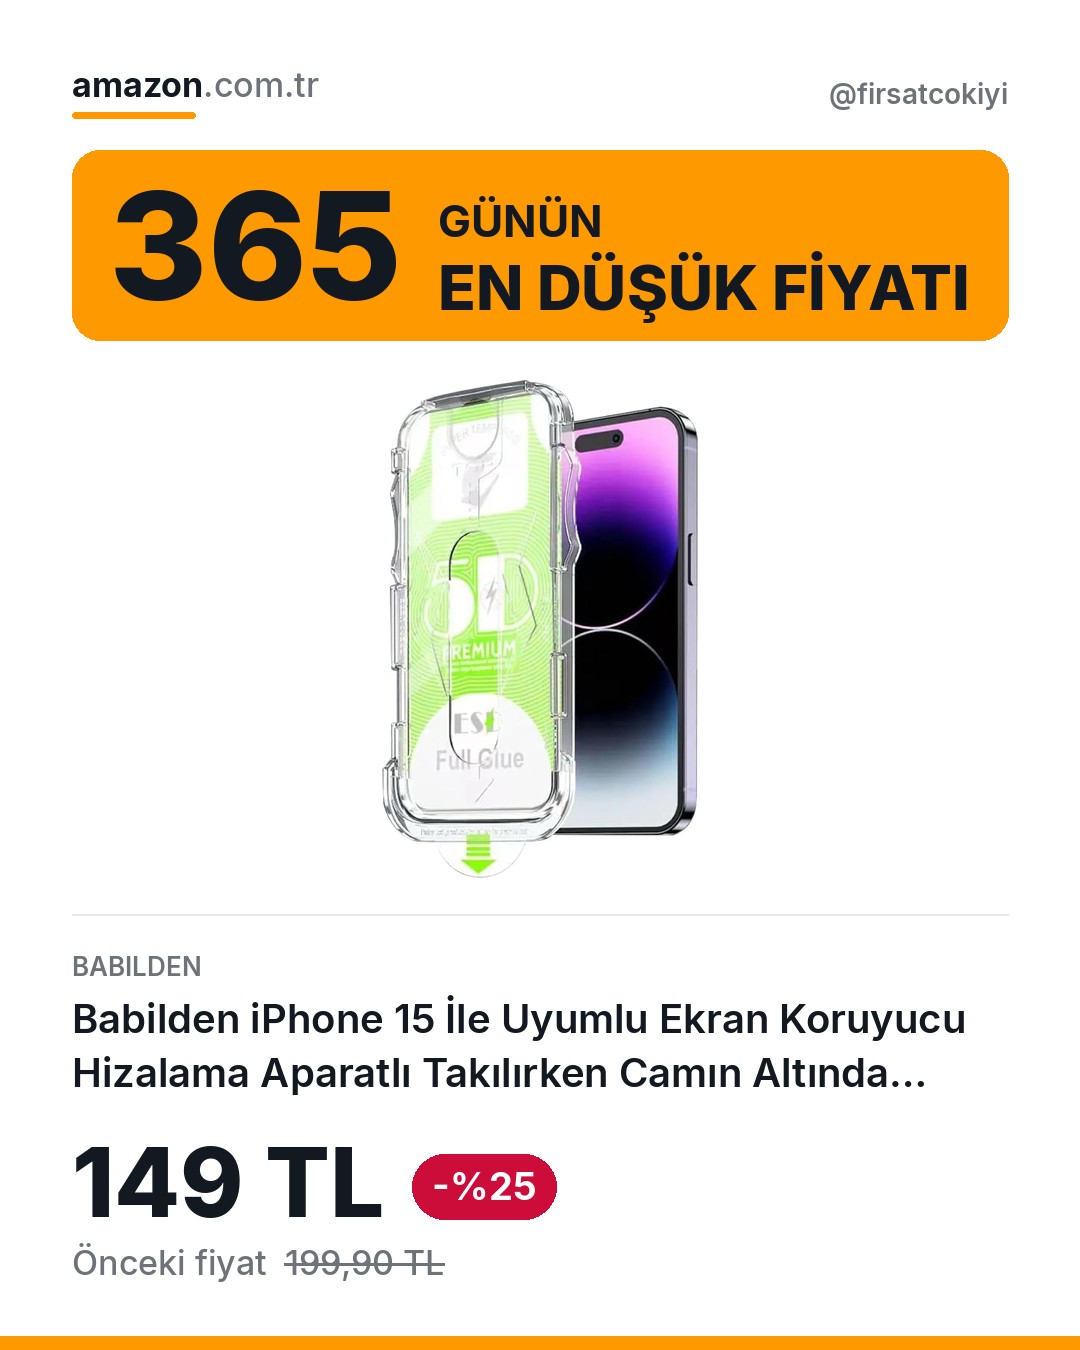 amazon.com.tr
@firsatcokiyi
365
GÜNÜN
EN DÜŞÜK FİYATI
5D
PREMIUM
ESD
Full Glue
BABILDEN
Babilden iPhone 15 İle Uyumlu Ekran Koruyucu
Hizalama Aparatlı Takılırken Camın Altında...
149 TL
-%25
Önceki fiyat 199,90 TL